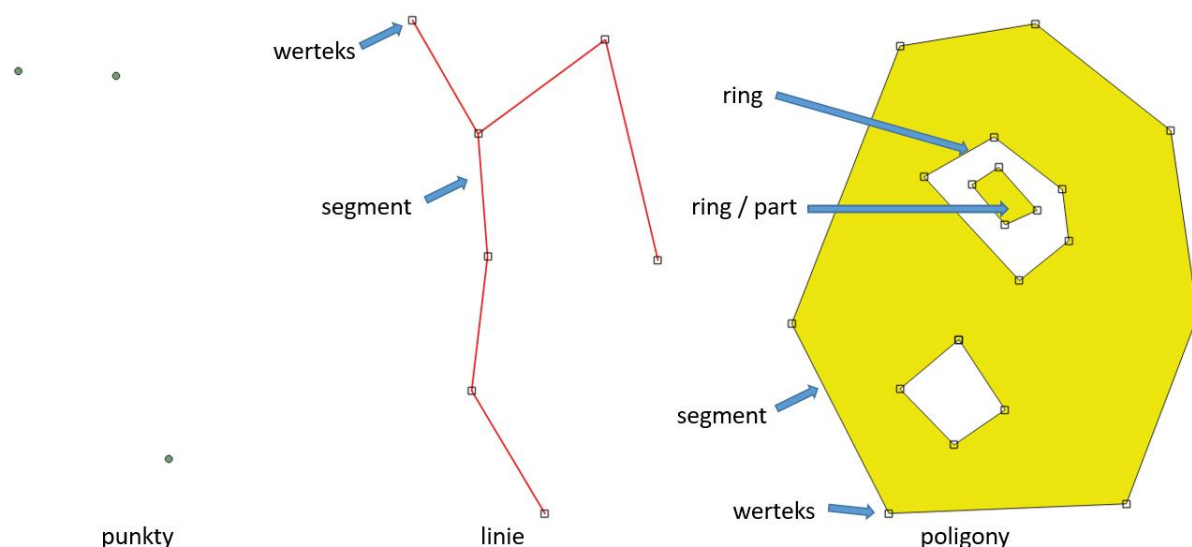 werteks
segment
punkty
linie
ring
ring / part
segment
werteks
poligony